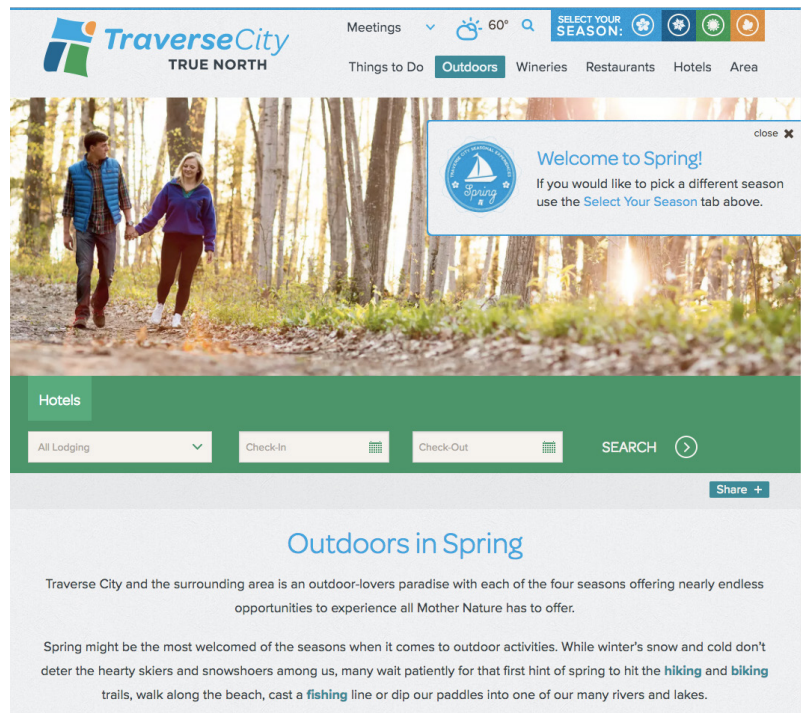 TraverseCity
TRUE NORTH
Meetings
60°
SELECT YOUR
SEASON:
Things to Do
Outdoors
Wineries
Restaurants
Hotels
Area
close ✖
Spring
Welcome to Spring!
If you would like to pick a different season
use the Select Your Season tab above.
Hotels
All Lodging
Check-In
Check-Out
SEARCH
Share +
Outdoors in Spring
Traverse City and the surrounding area is an outdoor-lovers paradise with each of the four seasons offering nearly endless
opportunities to experience all Mother Nature has to offer.
Spring might be the most welcomed of the seasons when it comes to outdoor activities. While winter’s snow and cold don’t
deter the hearty skiers and snowshoers among us, many wait patiently for that first hint of spring to hit the hiking and biking
trails, walk along the beach, cast a fishing line or dip our paddles into one of our many rivers and lakes.